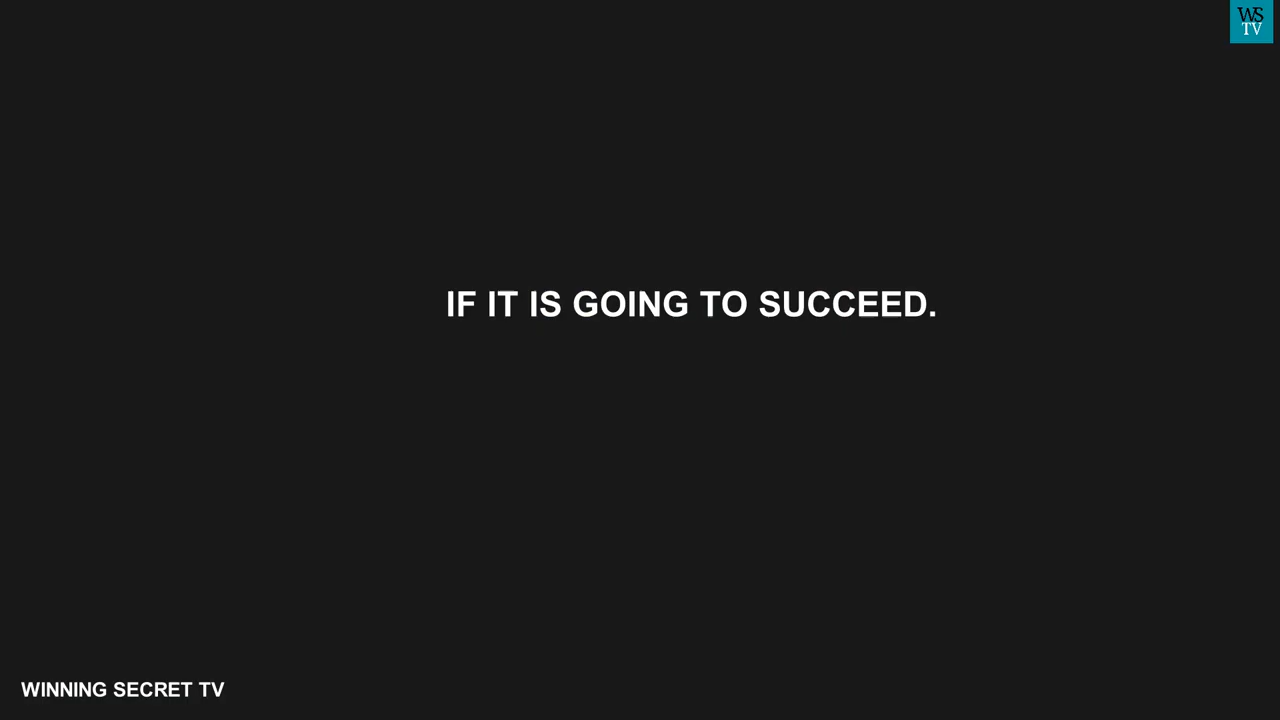 WS
TV
IF IT IS GOING TO SUCCEED.
WINNING SECRET TV